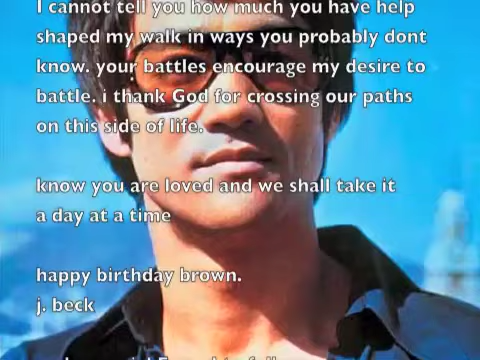 I cannot tell you how much you have help
shaped my walk in ways you probably dont
know. your battles encourage my desire to
battle. i thank God for crossing our paths
on this side of life.
know you are loved and we shall take it
a day at a time
happy birthday brown.
j. beck